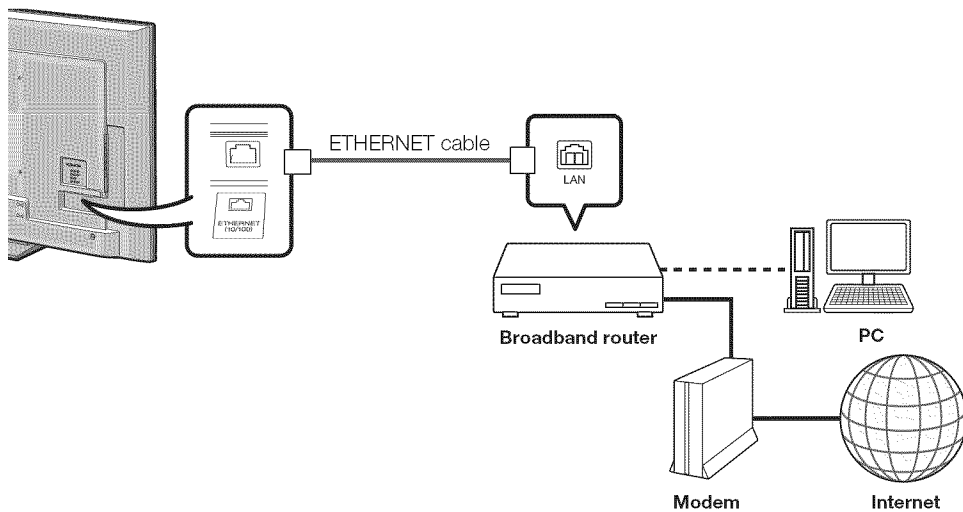 ETHERNET cable
LAN
ETHERNET
(10/100)
Broadband router
PC
Modem
Internet